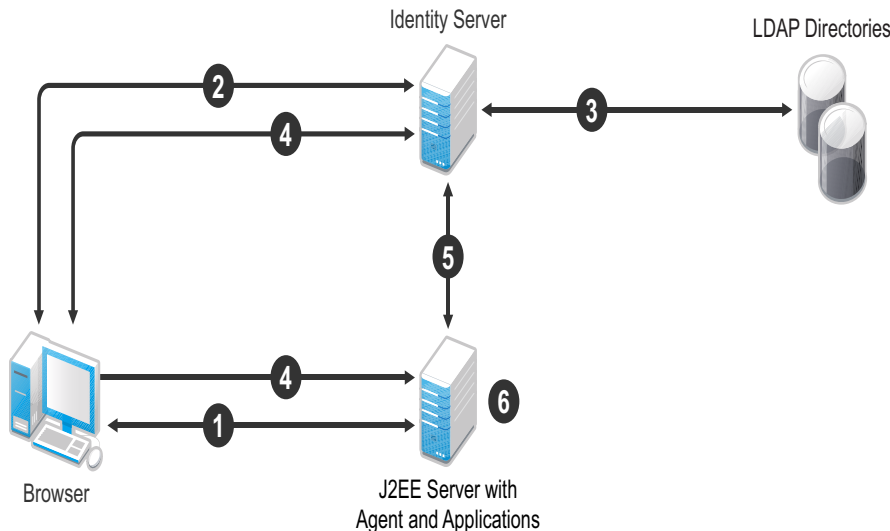 Identity Server
LDAP Directories
2
3
4
5
4
6
1
Browser
J2EE Server with
Agent and Applications